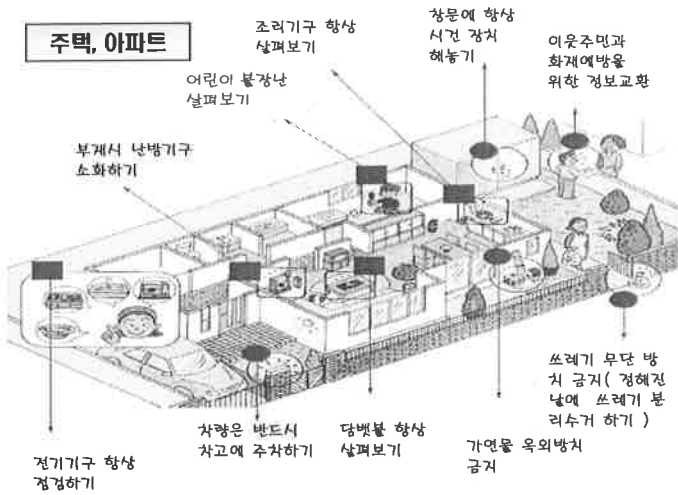 주택, 아파트
조리기구 항상
살펴보기
창문에 항상
시건 장치
해놓기
이웃주민과
화재예방을
위한 정보교환
어린이 불장난
살펴보기
부재시 난방기구
소화하기
쓰레기 무단 방
치 금지( 정해진
날에 쓰레기 분
리수거 하기 )
차량은 반드시
차고에 주차하기
담뱃불 항상
살펴보기
가연물 옥외방치
금지
전기기구 항상
점검하기